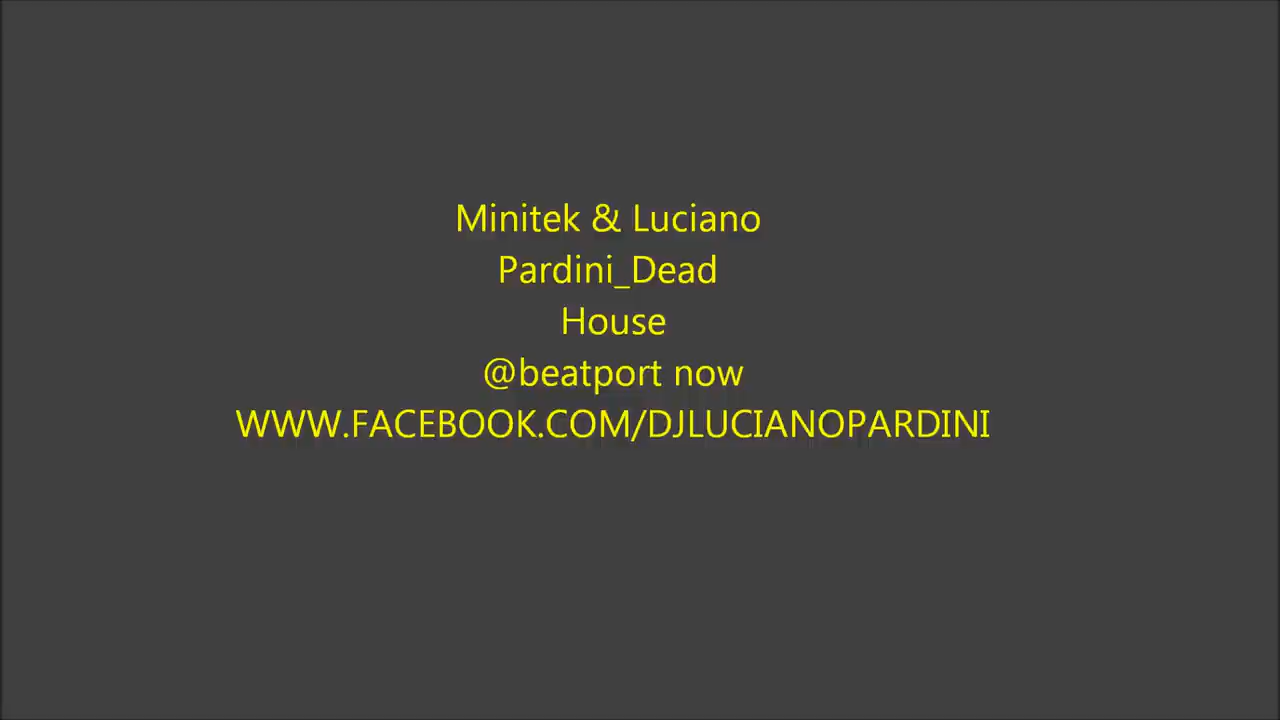 Minitek & Luciano
Pardini_Dead
House
@beatport now
WWW.FACEBOOK.COM/DJLUCIANOPARDINI